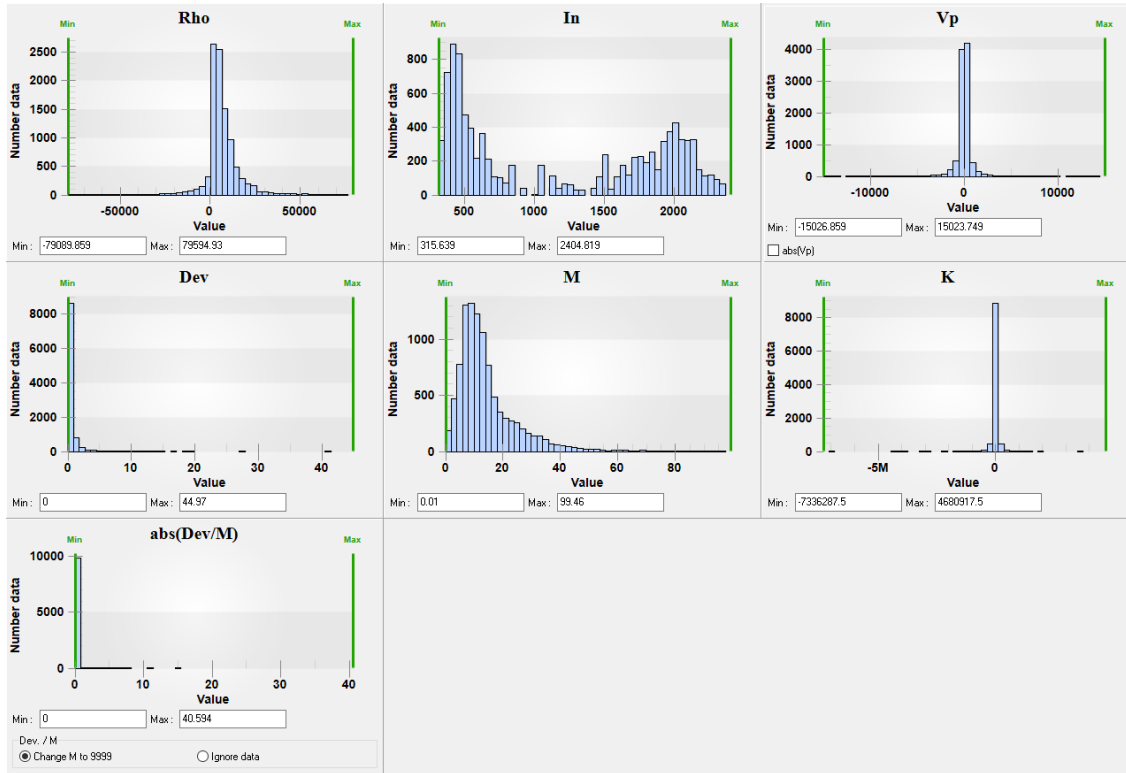 Rho
Min
Max
Number data
2500
2000
1500
1000
500
0
-50000
0
50000
Value
Min : -79089.859 Max : 79594.93
In
Min
Max
Number data
800
600
400
200
0
500
1000
1500
2000
Value
Min : 315.639 Max : 2404.819
Vp
Min
Max
Number data
4000
3000
2000
1000
0
-10000
0
10000
Value
Min : -15026.859 Max : 15023.749
abs(Vp)
Dev
Min
Max
Number data
8000
6000
4000
2000
0
0
10
20
30
40
Value
Min : 0 Max : 44.97
M
Min
Max
Number data
1000
500
0
0
20
40
60
80
Value
Min : 0.01 Max : 99.46
K
Min
Max
Number data
8000
6000
4000
2000
0
-5M
0
Value
Min : -7336287.5 Max : 4680917.5
abs(Dev/M)
Min
Max
Number data
10000
5000
0
0
10
20
30
40
Value
Min : 0 Max : 40.594
Dev. / M
Change M to 9999 Ignore data